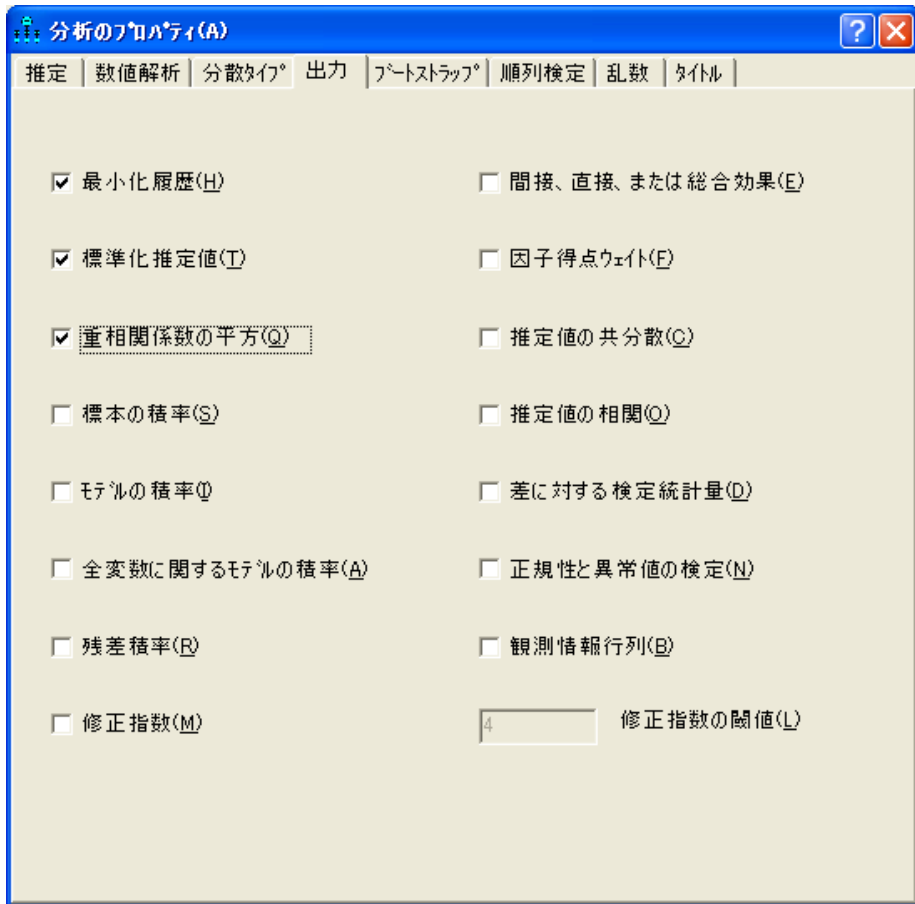 分析のﾌﾟﾛﾊﾟﾃｨ(A)
推定 数値解析 分散ﾀｲﾌﾟ 出力 ﾌﾞｰﾄｽﾄﾗｯﾌﾟ 順列検定 乱数 ﾀｲﾄﾙ
最小化履歴(H) 間接、直接、または総合効果(E)
標準化推定値(T) 因子得点ｳｪｲﾄ(F)
重相関係数の平方(Q) 推定値の共分散(C)
標本の積率(S) 推定値の相関(O)
ﾓﾃﾞﾙの積率(I) 差に対する検定統計量(D)
全変数に関するﾓﾃﾞﾙの積率(A) 正規性と異常値の検定(N)
残差積率(R) 観測情報行列(B)
修正指数(M) 4 修正指数の閾値(L)